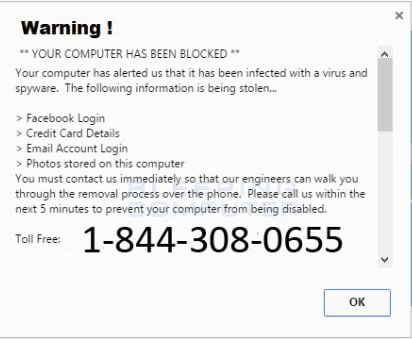 Warning !
** YOUR COMPUTER HAS BEEN BLOCKED **
Your computer has alerted us that it has been infected with a virus and
spyware. The following information is being stolen...
> Facebook Login
> Credit Card Details
> Email Account Login
> Photos stored on this computer
You must contact us immediately so that our engineers can walk you
through the removal process over the phone. Please call us within the
next 5 minutes to prevent your computer from being disabled.
BLEEPING
COMPUTER
Toll Free: 1-844-308-0655
OK